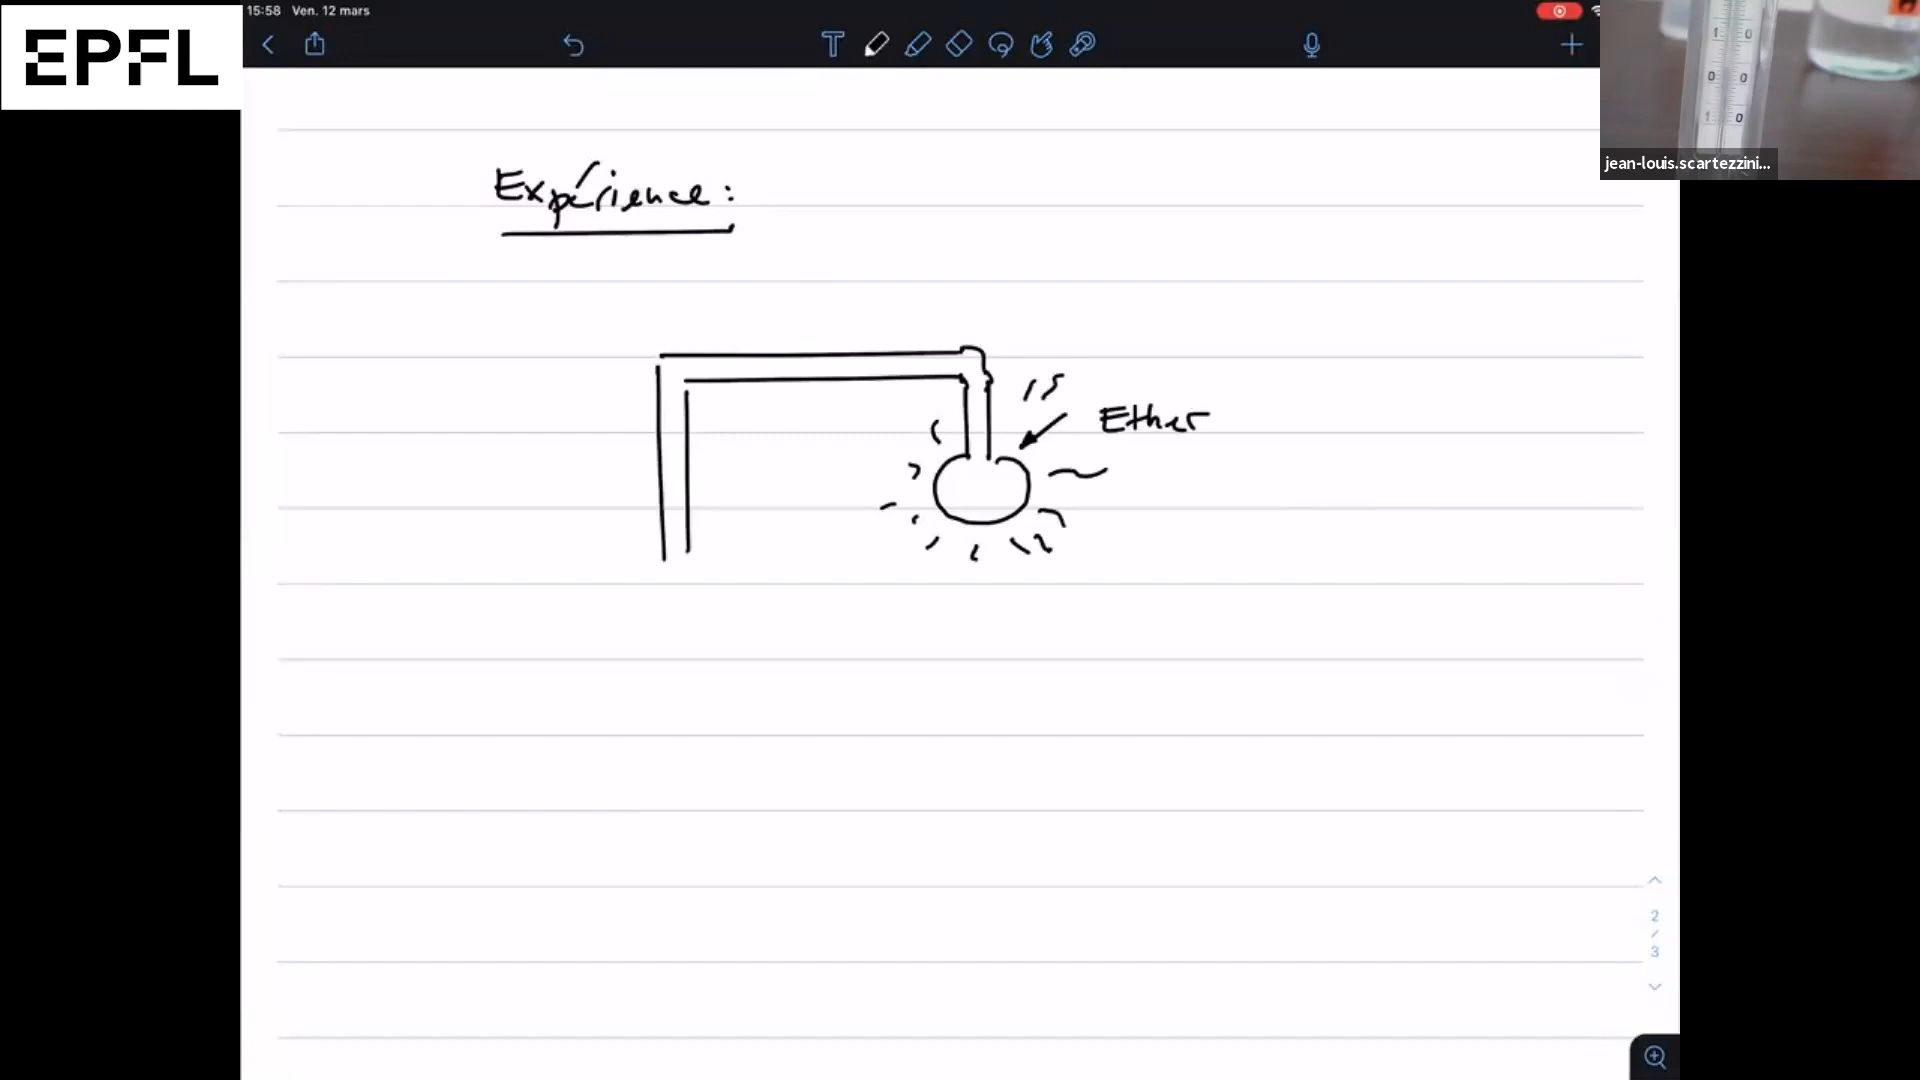 15:58 Ven. 12 mars
EPFL
jean-louis.scartezzini...
Expérience:
Ether
2
/
3